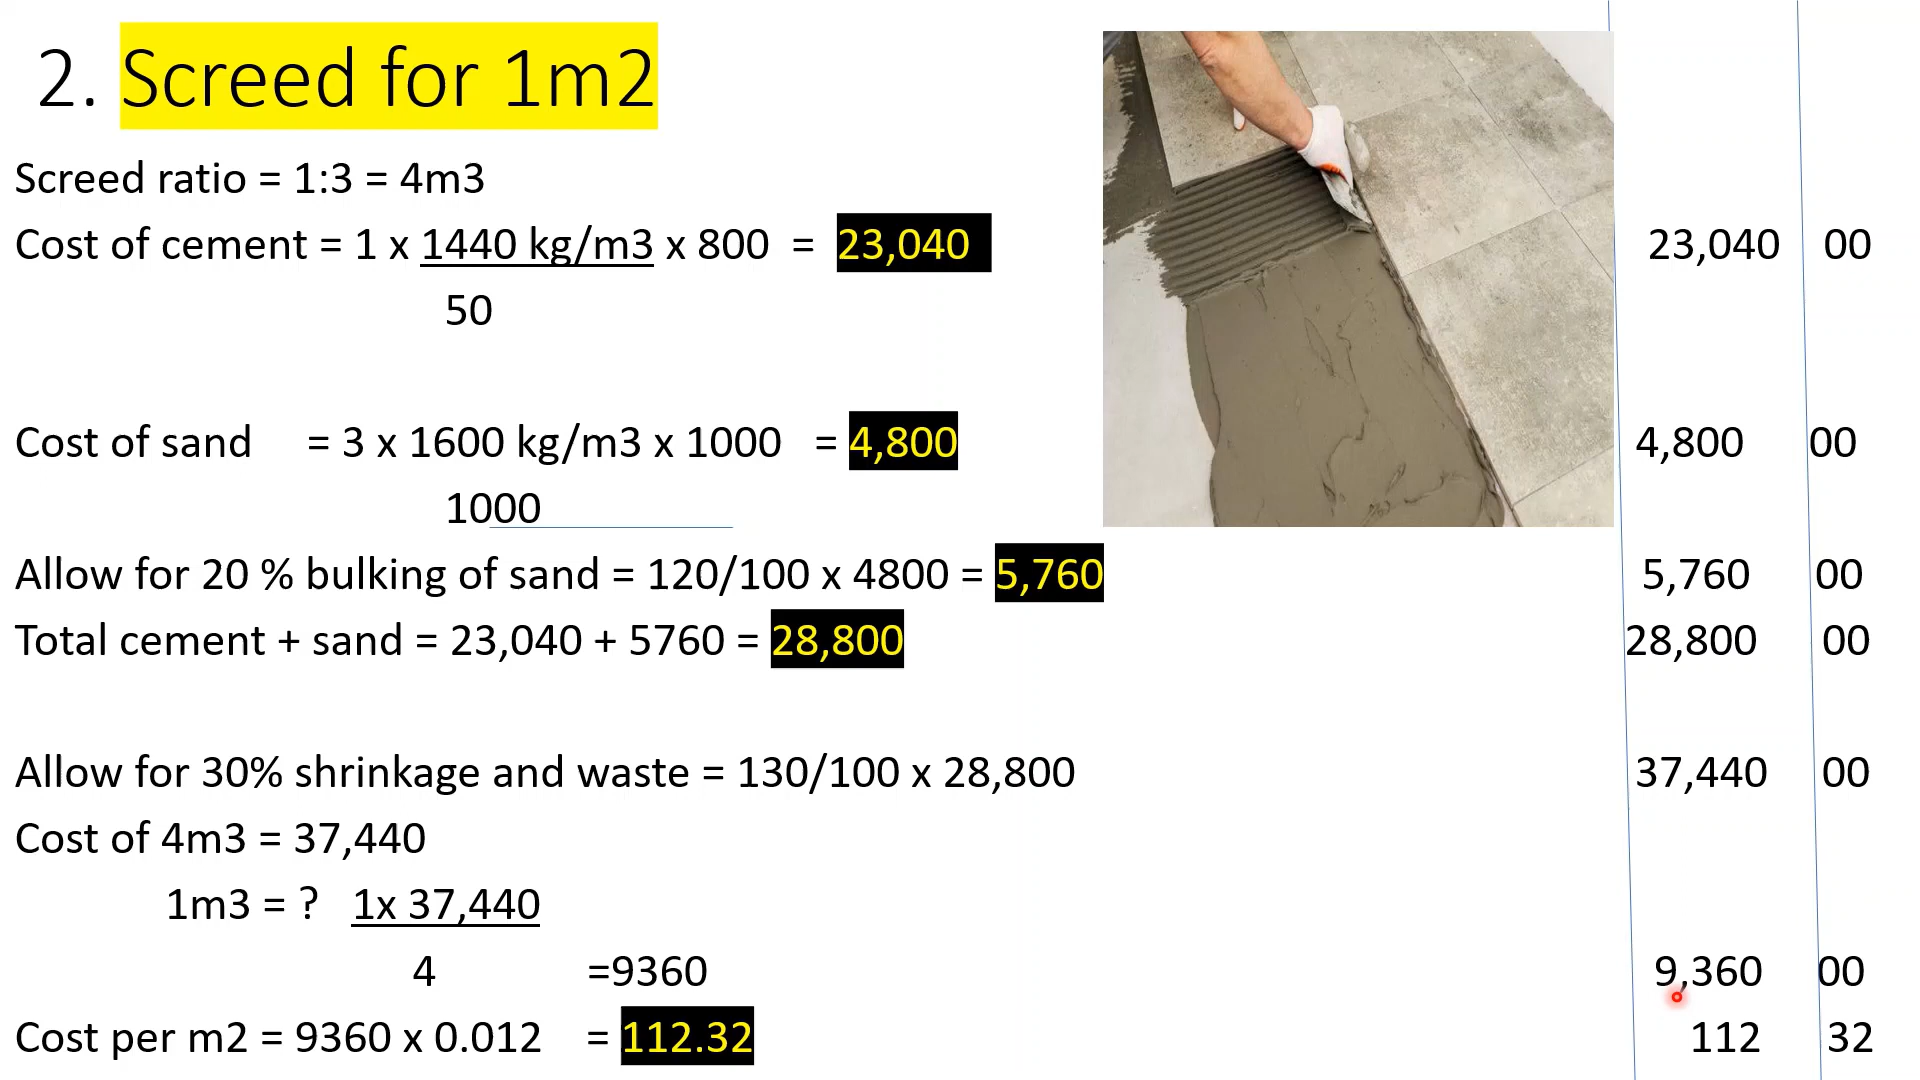 2. Screed for 1m2
Screed ratio = 1:3 = 4m3
Cost of cement = 1 x 1440 kg/m3 x 800 = 23,040 23,040 00
50
Cost of sand = 3 x 1600 kg/m3 x 1000 = 4,800 4,800 00
1000
Allow for 20 % bulking of sand = 120/100 x 4800 = 5,760 5,760 00
Total cement + sand = 23,040 + 5760 = 28,800 28,800 00
Allow for 30% shrinkage and waste = 130/100 x 28,800 37,440 00
Cost of 4m3 = 37,440
1m3 = ? 1x 37,440
4 =9360 9,360 00
Cost per m2 = 9360 x 0.012 = 112.32 112 32